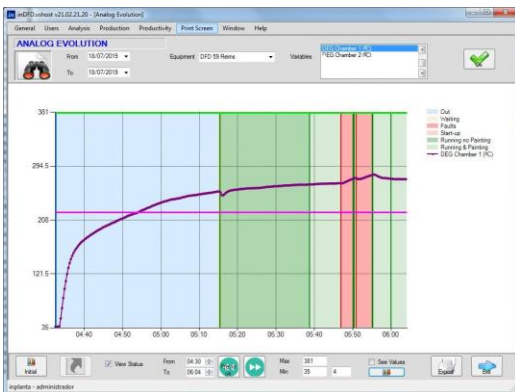 inDFD.vxhost v21.02.21.20 - [Analog Evolution]
General Users Analysis Production Productivity Print Screen Window Help
ANALOG EVOLUTION
From 18/07/2019
To 18/07/2019
Equipment DFD 59 Reims
Variables
DEG Chamber 1 (ºC)
DEG Chamber 2 (ºC)
381
294.5
208
121.5
35
04:40 04:50 05:00 05:10 05:20 05:30 05:40 05:50 06:00
Out
Waiting
Faults
Start-up
Running no Painting
Running & Painting
DEG Chamber 1 (ºC)
Initial
View Status
From 04:30
To 06:04
Max 381
Min 35 4
See Values
Export
Exit
inplanta - administrador